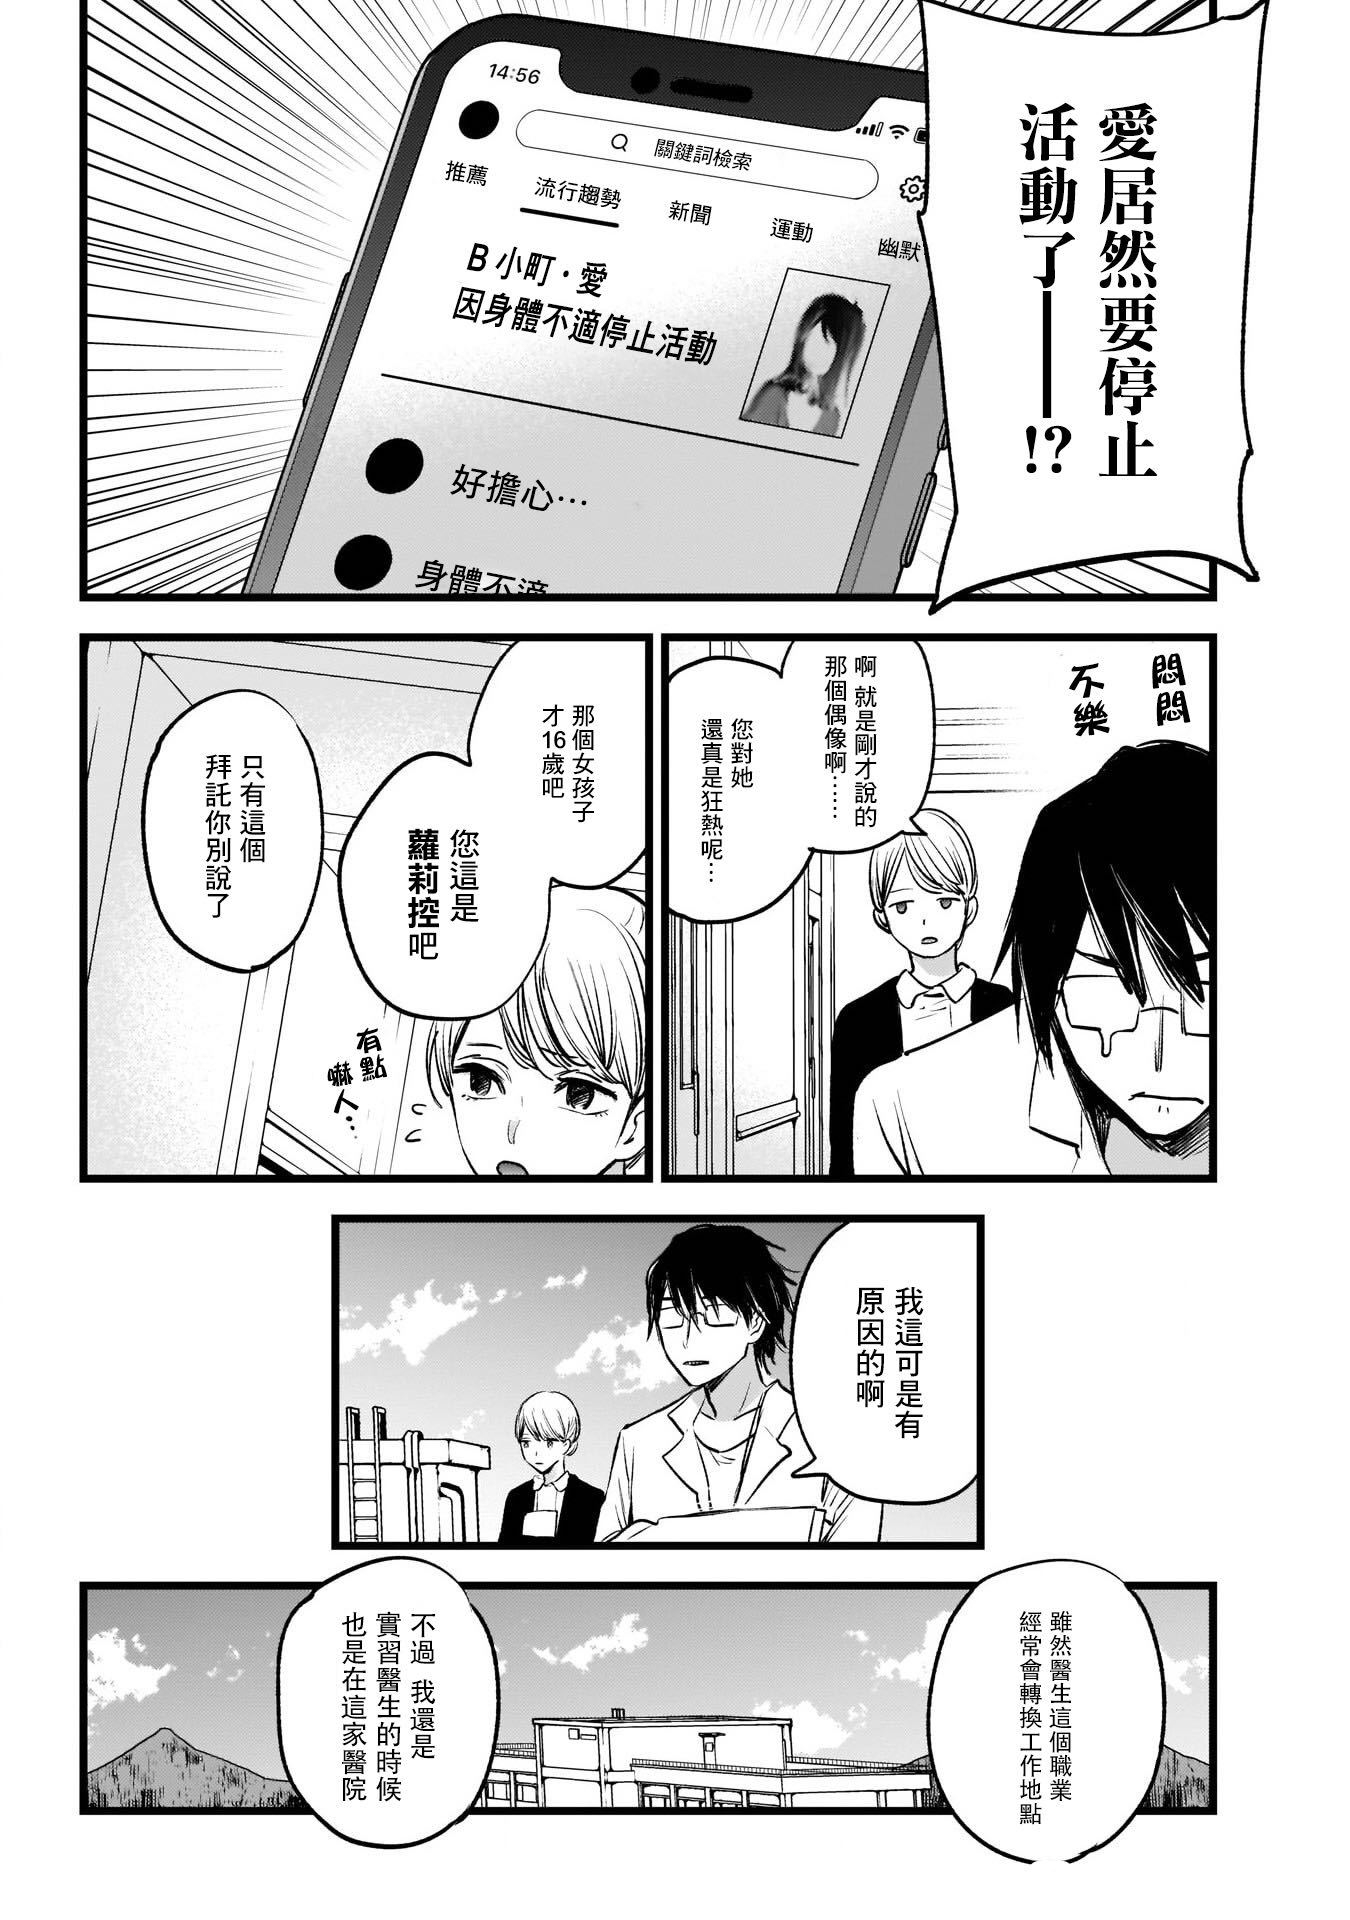 愛居然要停止
活動了——!?
14:56
關鍵詞檢索
推薦
流行趨勢
新聞
運動
幽默
B小町·愛
因身體不適停止活動
好擔心…
身體不適
悶悶
不樂
啊 就是剛才說的
那個偶像啊……
您對她
還真是狂熱呢…
那個女孩子
才16歲吧
您這是
蘿莉控吧
有點
嚇人…
只有這個
拜託你別說了
我這可是有
原因的啊
雖然醫生這個職業
經常會轉換工作地點
不過 我還是
實習醫生的時候
也是在這家醫院